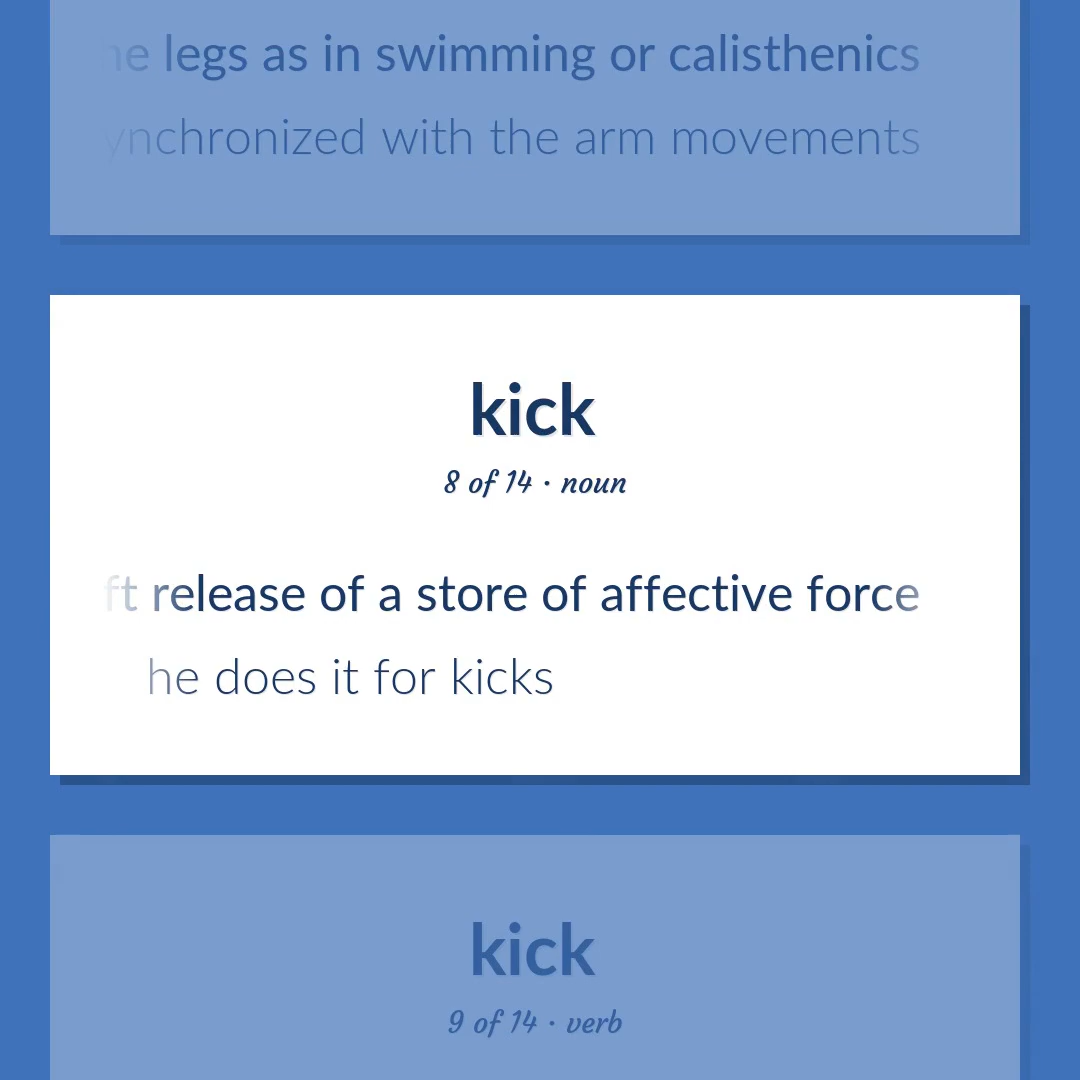 legs as in swimming or calisthenics
with the arm movements
kick
8 of 14 · noun
release of a store of affective force
he does it for kicks
kick
9 of 14 · verb